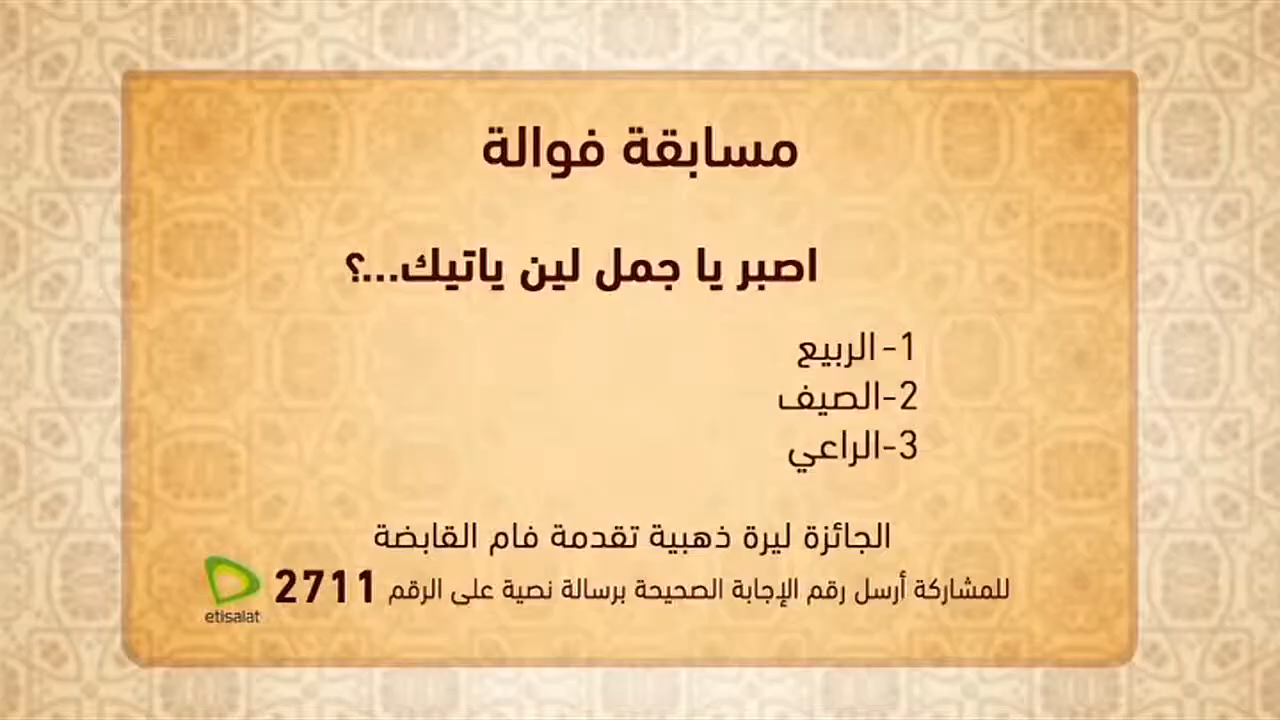 مسابقة فوالة
اصبر يا جمل لين ياتيك...؟
1-الربيع
2-الصيف
3-الراعي
الجائزة ليرة ذهبية تقدمة فام القابضة
للمشاركة أرسل رقم الإجابة الصحيحة برسالة نصية على الرقم 2711
etisalat